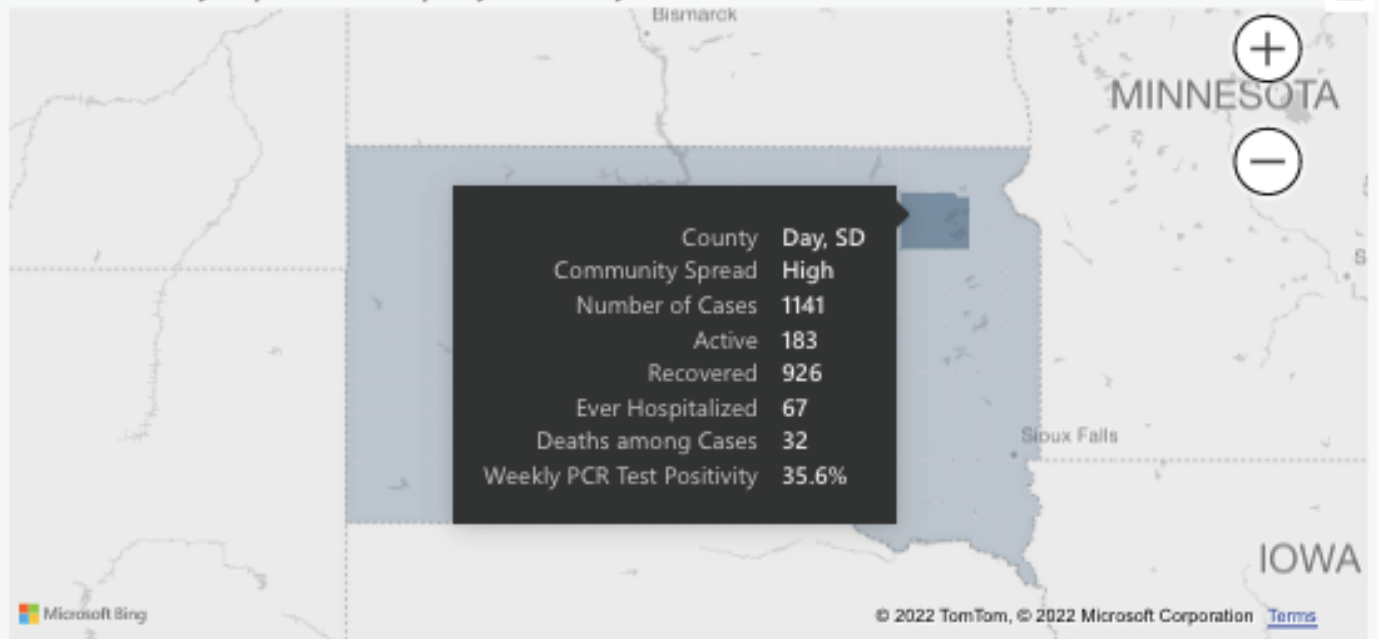 Bismarck
MINNESOTA
County Day, SD
Community Spread High
Number of Cases 1141
Active 183
Recovered 926
Ever Hospitalized 67
Deaths among Cases 32
Weekly PCR Test Positivity 35.6%
Sioux Falls
IOWA
Microsoft Bing
© 2022 TomTom, © 2022 Microsoft Corporation Terms